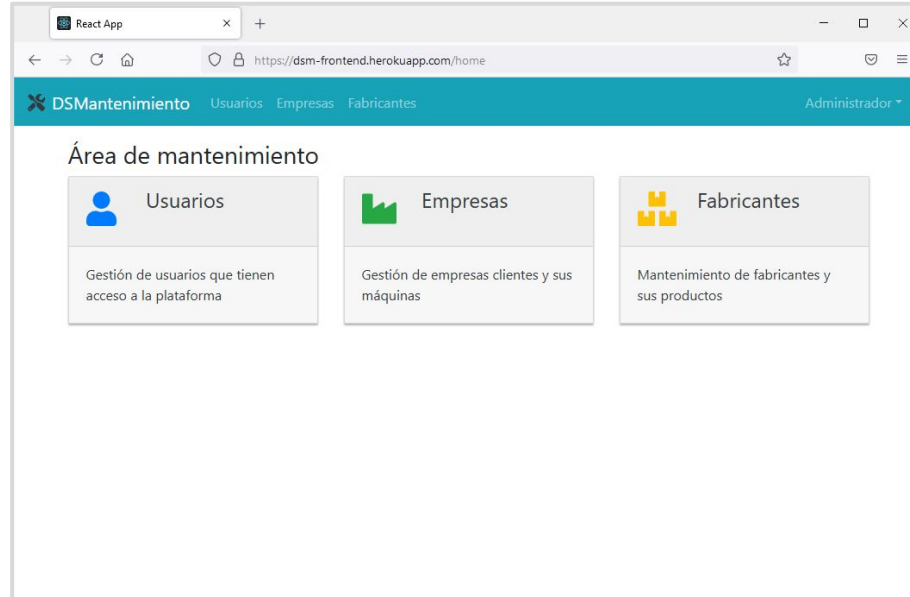 React App
https://dsm-frontend.herokuapp.com/home
DSMantenimiento Usuarios Empresas Fabricantes Administrador
Área de mantenimiento
Usuarios
Gestión de usuarios que tienen
acceso a la plataforma
Empresas
Gestión de empresas clientes y sus
máquinas
Fabricantes
Mantenimiento de fabricantes y
sus productos